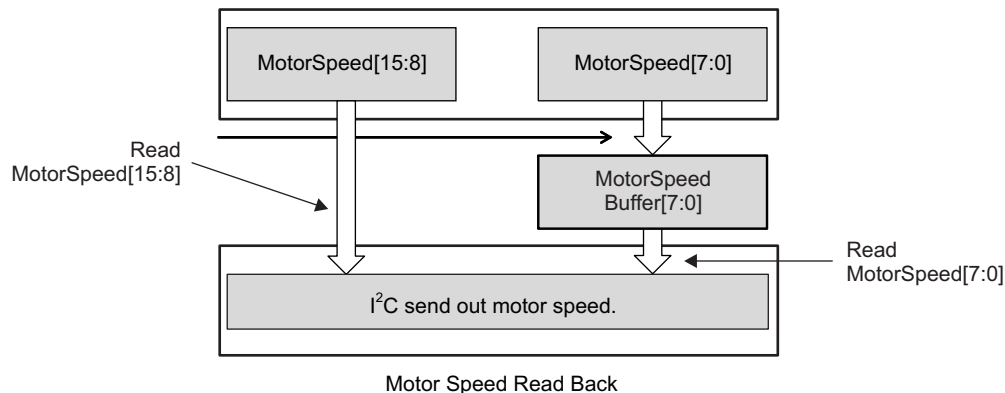 MotorSpeed[15:8]
MotorSpeed[7:0]
Read
MotorSpeed[15:8]
MotorSpeed
Buffer[7:0]
Read
MotorSpeed[7:0]
I²C send out motor speed.
Motor Speed Read Back